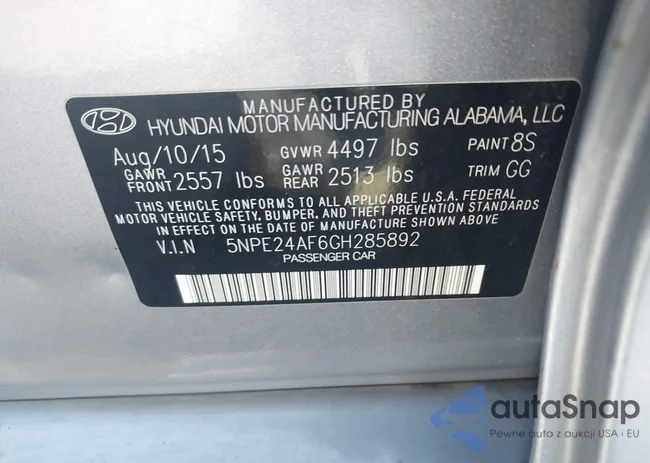 MANUFACTURED BY
HYUNDAI MOTOR MANUFACTURING ALABAMA, LLC
Aug/10/15 GVWR 4497 lbs PAINT 8S
GAWR FRONT 2557 lbs GAWR REAR 2513 lbs TRIM GG
THIS VEHICLE CONFORMS TO ALL APPLICABLE U.S.A. FEDERAL
MOTOR VEHICLE SAFETY, BUMPER, AND THEFT PREVENTION STANDARDS
IN EFFECT ON THE DATE OF MANUFACTURE SHOWN ABOVE
V.I.N 5NPE24AF6GH285892
PASSENGER CAR
autaSnap
Pewne auta z aukcji USA i EU